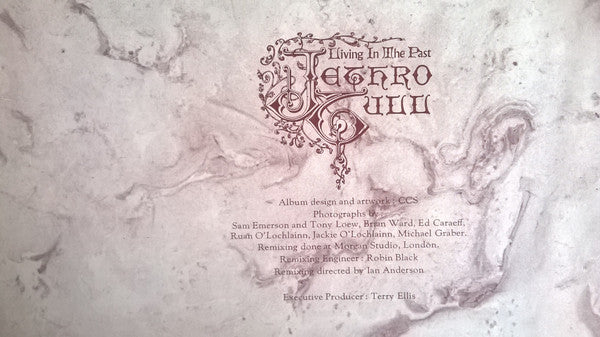 Living In The Past
Jethro
Tull
Album design and artwork : CCS
Photographs by
Sam Emerson and Tony Loew, Brian Ward, Ed Caraeff,
Ruan O'Lochlainn, Jackie O'Lochlainn, Michael Graber.
Remixing done at Morgan Studio, London.
Remixing Engineer : Robin Black
Remixing directed by Ian Anderson
Executive Producer : Terry Ellis